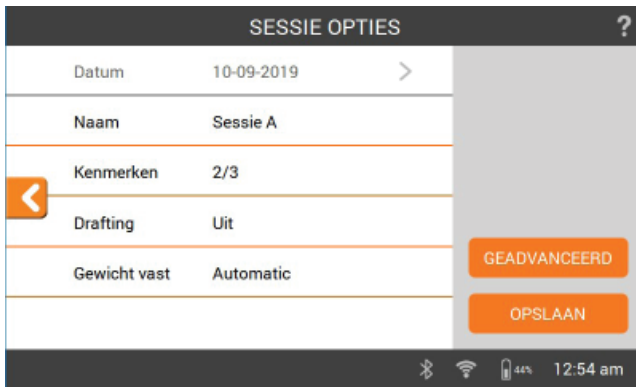 SESSIE OPTIES ?
Datum 10-09-2019
Naam Sessie A
Kenmerken 2/3
Drafting Uit
Gewicht vast Automatic
GEADVANCEERD
OPSLAAN
44% 12:54 am